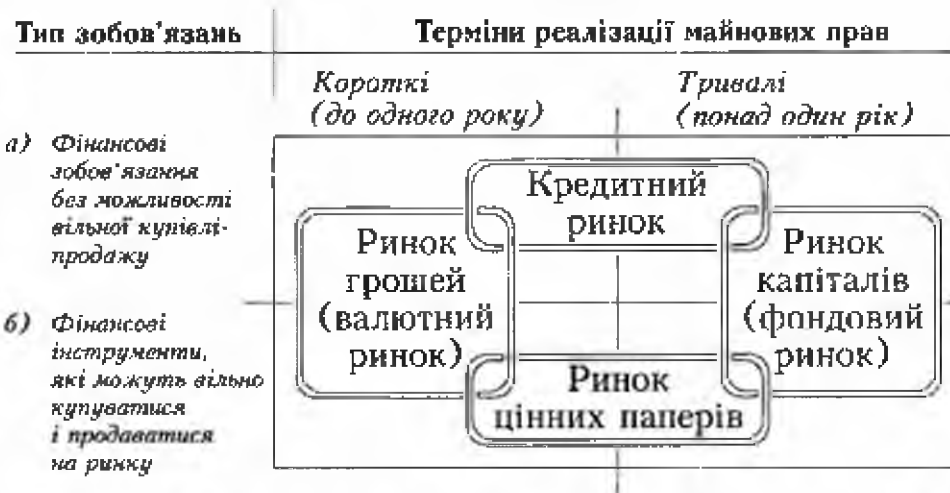 Тип зобов'язань
Терміни реалізації майнових прав
Короткі
(до одного року)
Тривалі
(понад один рік)
а) Фінансові
зобов'язання
без можливості
вільної купівлі-
продажу
б) Фінансові
інструменти,
які можуть вільно
купуватися
і продаватися
на ринку
Кредитний
ринок
Ринок
грошей
(валютний
ринок)
Ринок
капіталів
(фондовий
ринок)
Ринок
цінних паперів